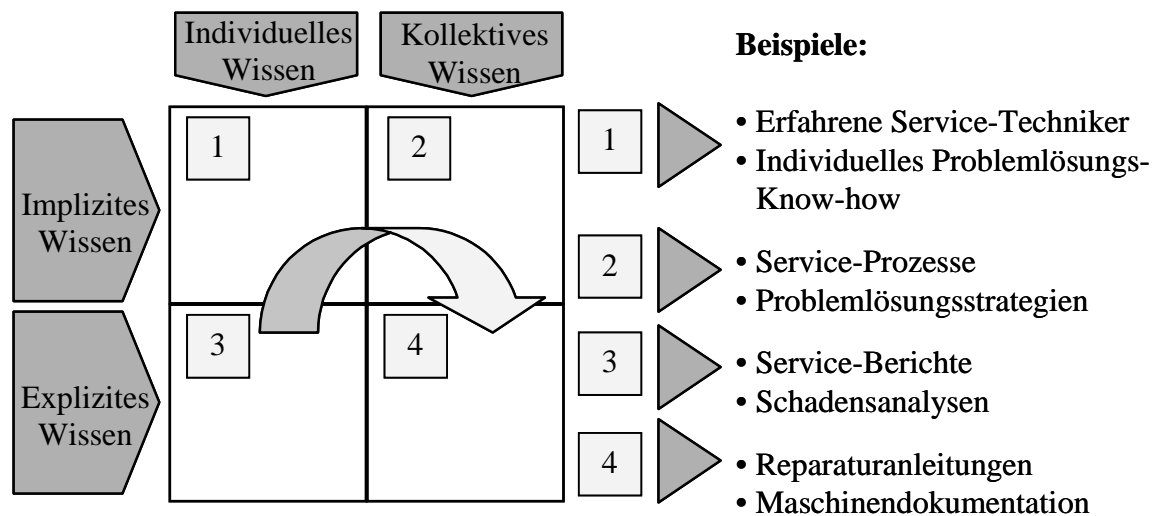 Individuelles
Wissen
Kollektives
Wissen
Beispiele:
Implizites
Wissen
Explizites
Wissen
1
2
3
4
1
• Erfahrene Service-Techniker
• Individuelles Problemlösungs-
Know-how
2
• Service-Prozesse
• Problemlösungsstrategien
3
• Service-Berichte
• Schadensanalysen
4
• Reparaturanleitungen
• Maschinendokumentation